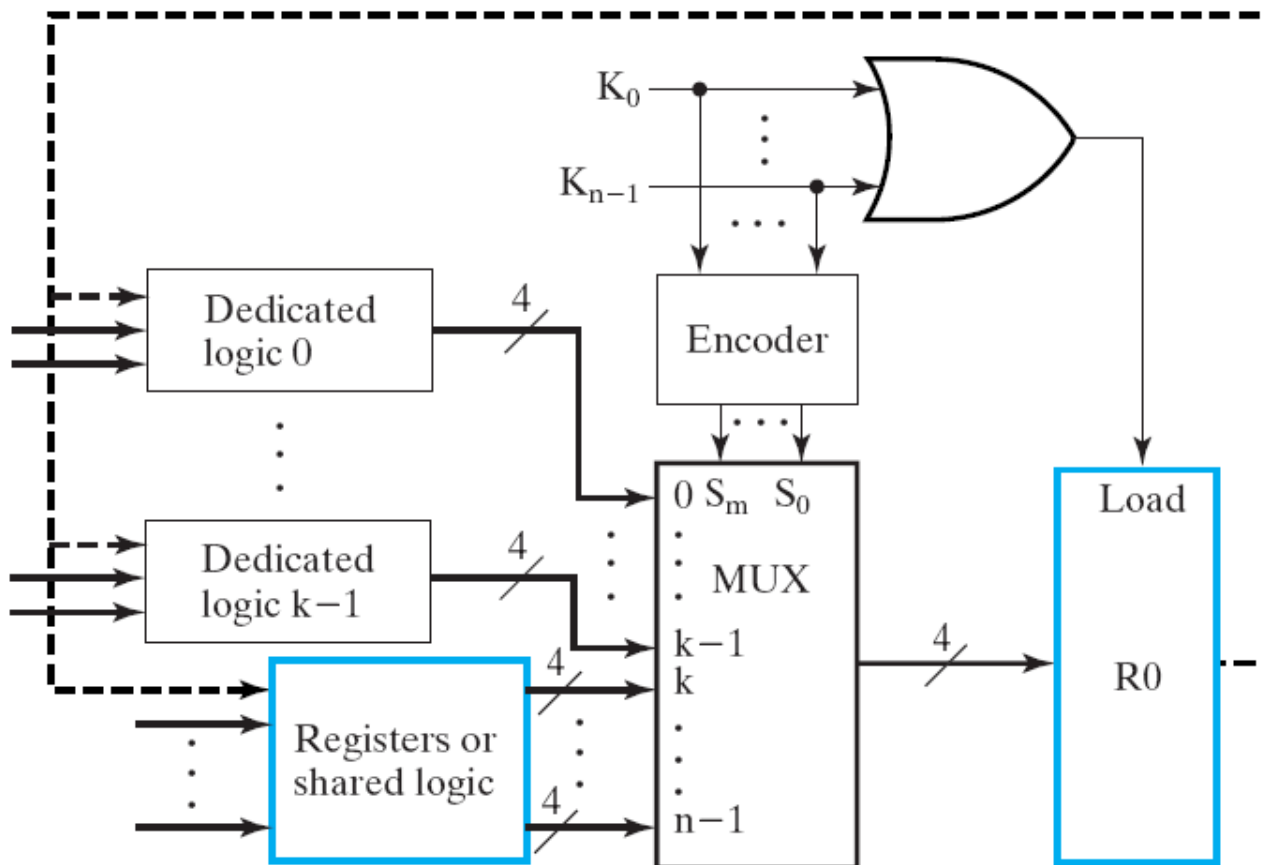 K₀
Kₙ₋₁
Dedicated
logic 0
4
Encoder
0 Sₘ S₀
Load
MUX
Dedicated
logic k−1
4
k−1
k
4
R0
4
Registers or
shared logic
4
n−1